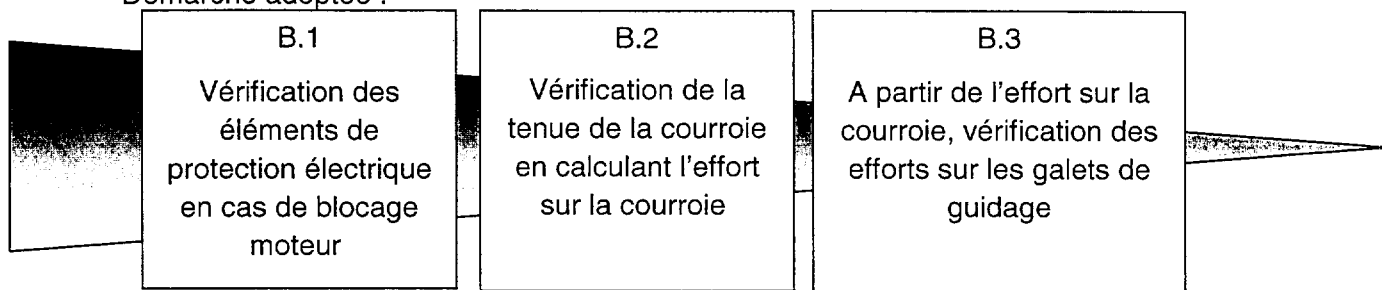 Démarche adoptée :
B.1
Vérification des
éléments de
protection électrique
en cas de blocage
moteur
B.2
Vérification de la
tenue de la courroie
en calculant l'effort
sur la courroie
B.3
A partir de l'effort sur la
courroie, vérification des
efforts sur les galets de
guidage